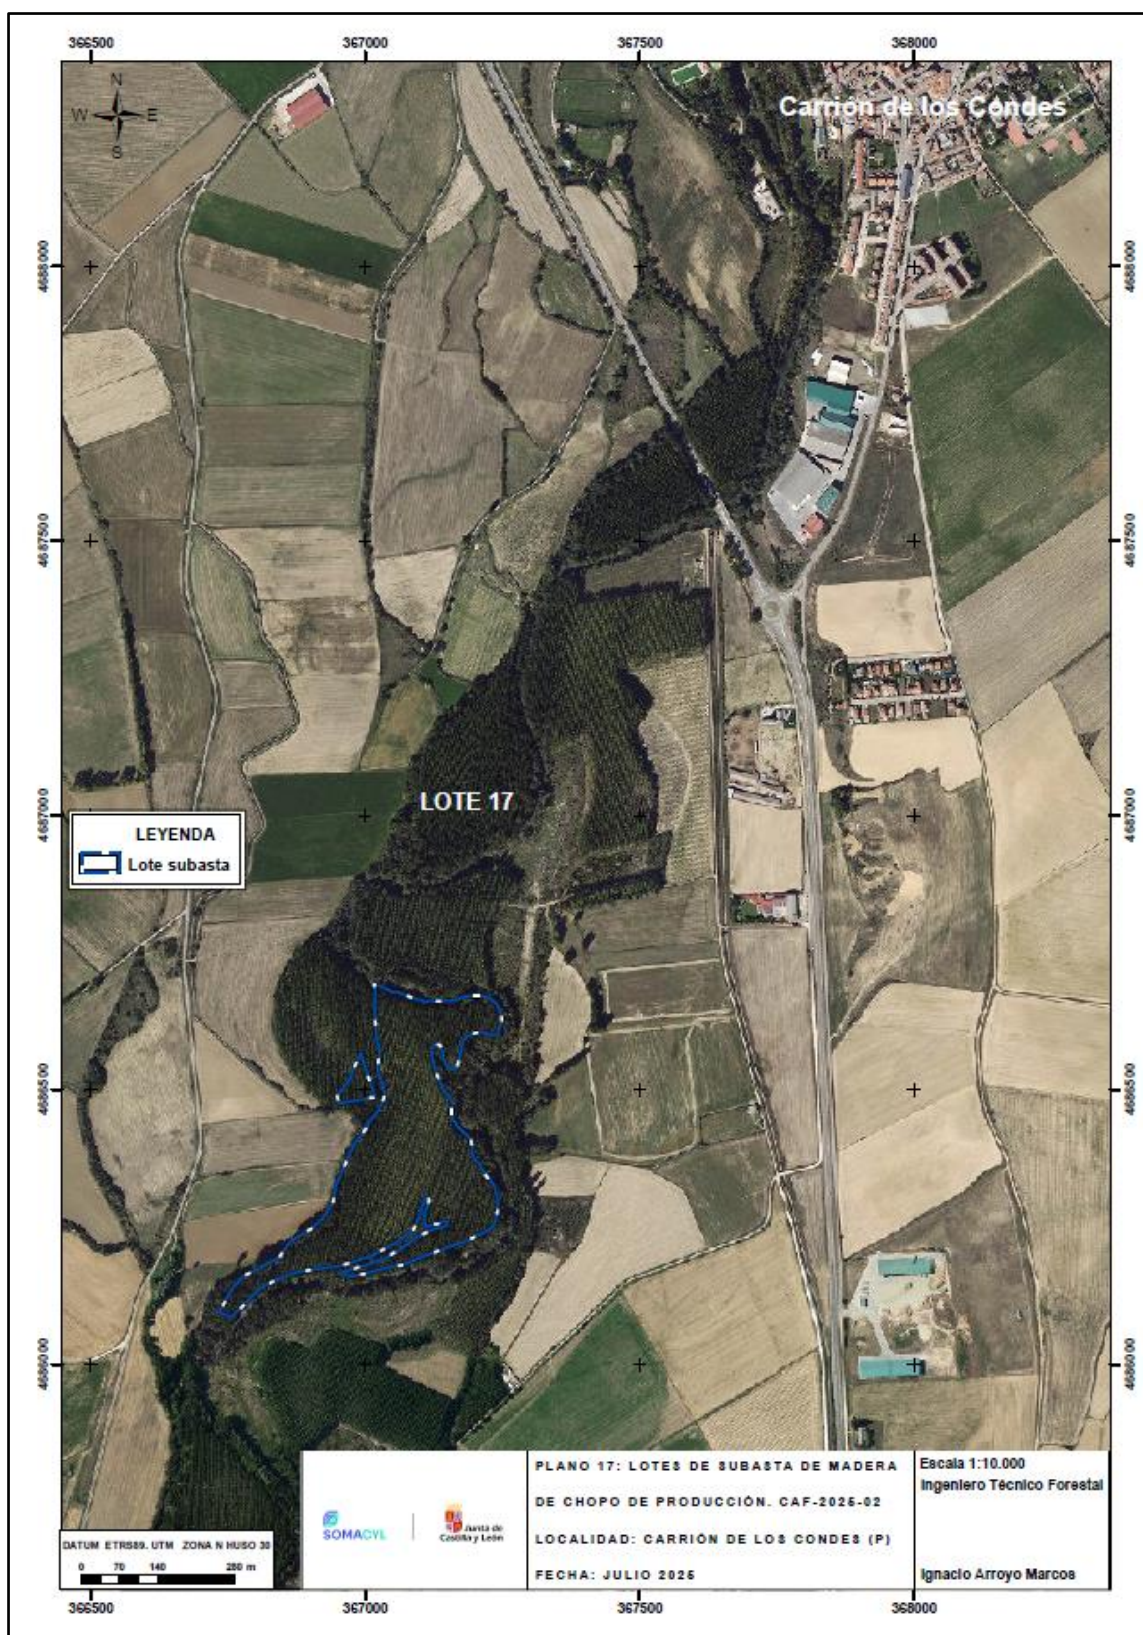 366500 367000 367500 368000
N
W E
S
Carrión de los Condes
4688000 4688000
4687500 4687500
LOTE 17
4687000 4687000
LEYENDA
Lote subasta
4686500 4686500
4686000 4686000
PLANO 17: LOTES DE SUBASTA DE MADERA
DE CHOPO DE PRODUCCIÓN. CAF-2025-02
LOCALIDAD: CARRIÓN DE LOS CONDES (P)
FECHA: JULIO 2025
Escala 1:10.000
Ingeniero Técnico Forestal
Ignacio Arroyo Marcos
SOMACYL
Junta de
Castilla y León
DATUM ETRS89. UTM ZONA N HUSO 30
0 70 140 280 m
366500 367000 367500 368000